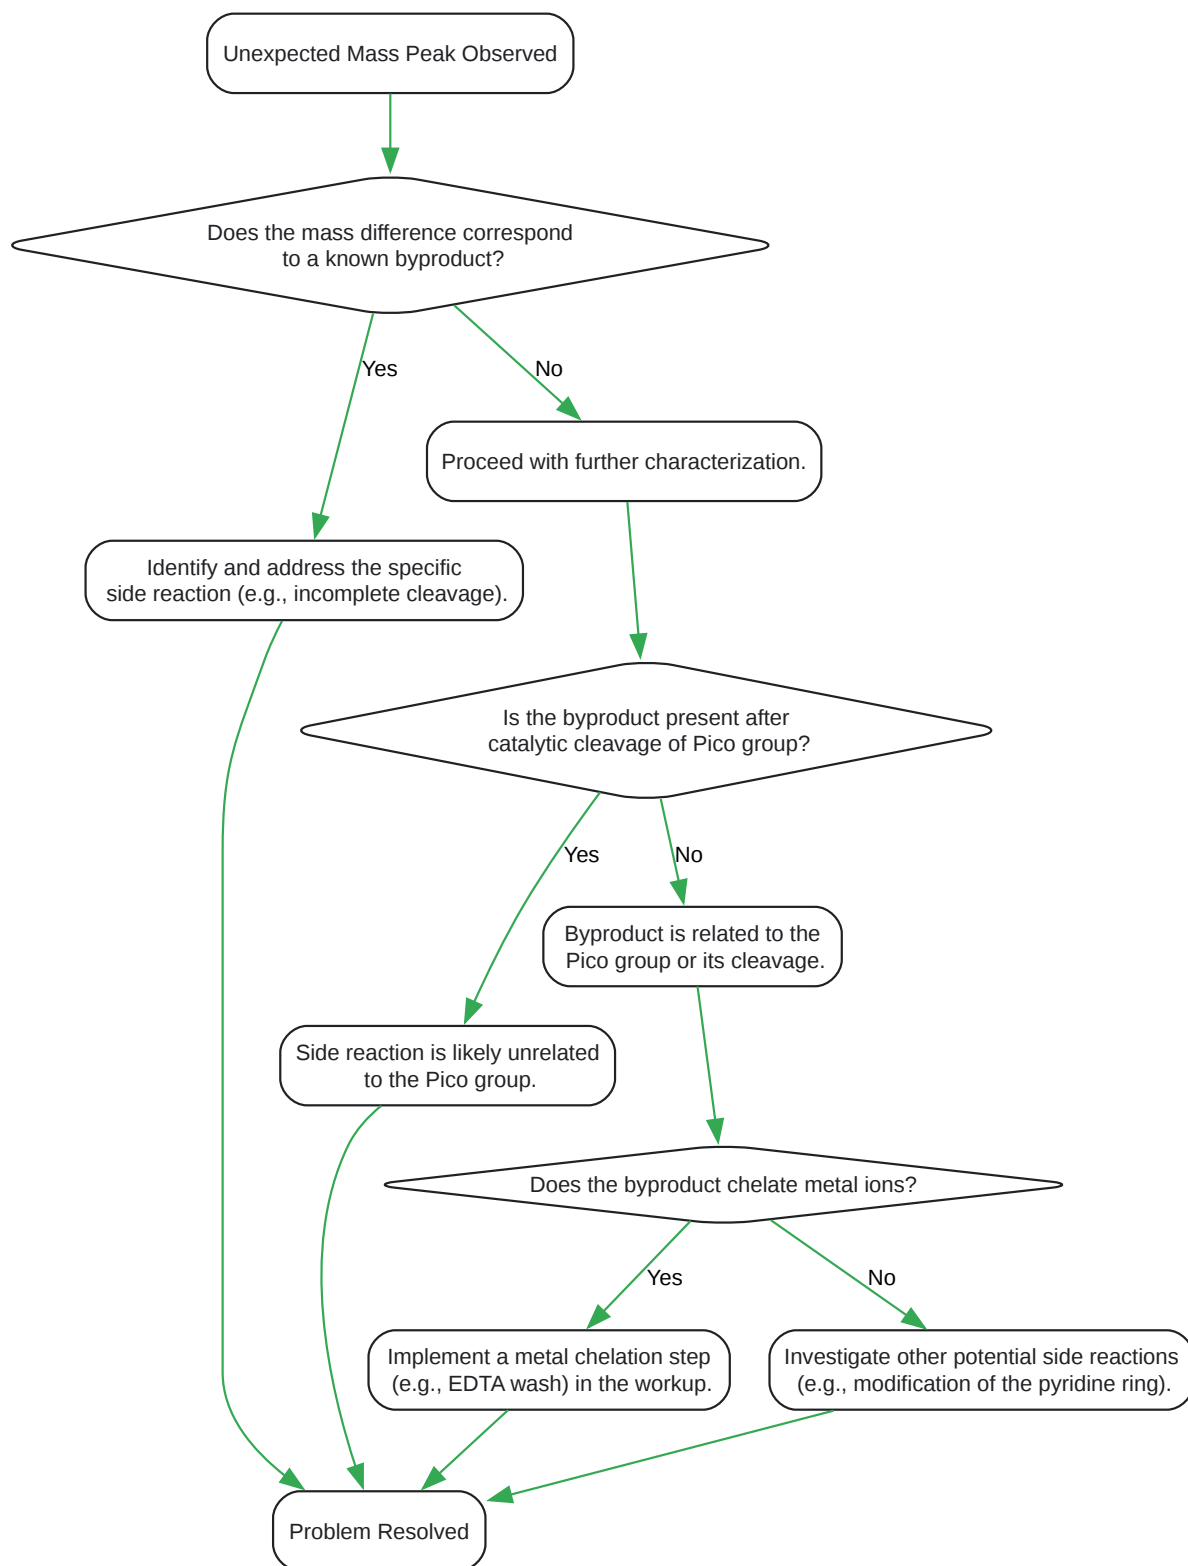 Unexpected Mass Peak Observed
Does the mass difference correspond
to a known byproduct?
Yes
No
Proceed with further characterization.
Identify and address the specific
side reaction (e.g., incomplete cleavage).
Is the byproduct present after
catalytic cleavage of Pico group?
Yes
No
Byproduct is related to the
Pico group or its cleavage.
Side reaction is likely unrelated
to the Pico group.
Does the byproduct chelate metal ions?
Yes
No
Implement a metal chelation step
(e.g., EDTA wash) in the workup.
Investigate other potential side reactions
(e.g., modification of the pyridine ring).
Problem Resolved